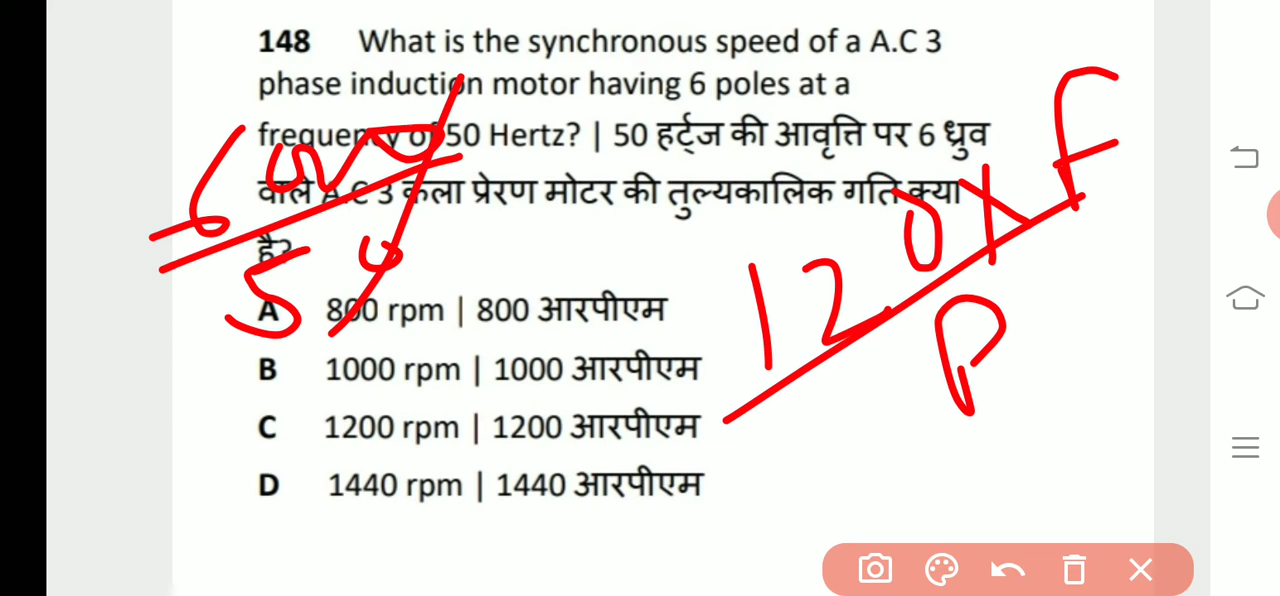 148 What is the synchronous speed of a A.C 3
phase induction motor having 6 poles at a
frequency of 50 Hertz? | 50 हर्ट्ज की आवृत्ति पर 6 ध्रुव
वाले A.C 3 कला प्रेरण मोटर की तुल्यकालिक गति क्या
है?
A 800 rpm | 800 आरपीएम
B 1000 rpm | 1000 आरपीएम
C 1200 rpm | 1200 आरपीएम
D 1440 rpm | 1440 आरपीएम
120 X F
P